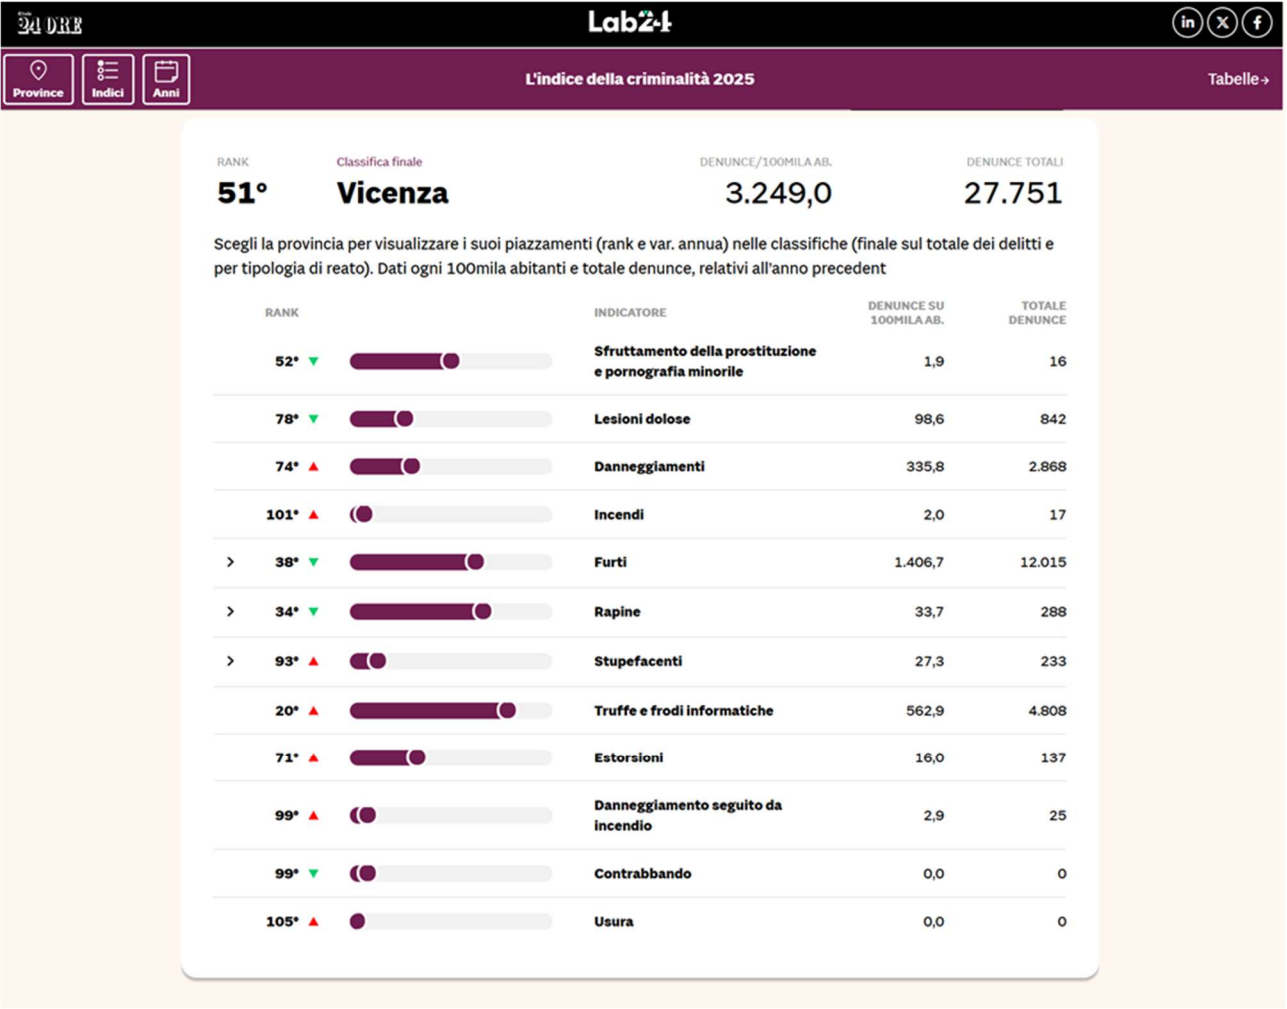 Il Sole
24 ORE
Lab24
in
X
f
Province
Indici
Anni
L'indice della criminalità 2025
Tabelle→
RANK
Classifica finale
DENUNCE/100MILA AB.
DENUNCE TOTALI
51°
Vicenza
3.249,0
27.751
Scegli la provincia per visualizzare i suoi piazzamenti (rank e var. annua) nelle classifiche (finale sul totale dei delitti e
per tipologia di reato). Dati ogni 100mila abitanti e totale denunce, relativi all'anno precedent
RANK
INDICATORE
DENUNCE SU
100MILA AB.
TOTALE
DENUNCE
52° ▼
Sfruttamento della prostituzione
e pornografia minorile
1,9
16
78° ▼
Lesioni dolose
98,6
842
74° ▲
Danneggiamenti
335,8
2.868
101° ▲
Incendi
2,0
17
> 38° ▼
Furti
1.406,7
12.015
> 34° ▼
Rapine
33,7
288
> 93° ▲
Stupefacenti
27,3
233
20° ▲
Truffe e frodi informatiche
562,9
4.808
71° ▲
Estorsioni
16,0
137
99° ▲
Danneggiamento seguito da
incendio
2,9
25
99° ▼
Contrabbando
0,0
0
105° ▲
Usura
0,0
0